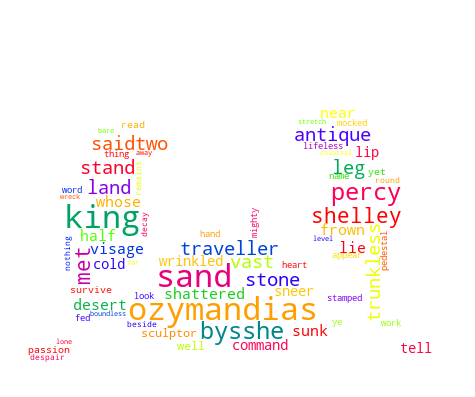 near
stretch
read
mocked
bare
antique
saidtwo
lifeless
lip
thing
away
stand
leg
yet
name
round
land
percy
word
whose
wreck
king
shelley
decay
mighty
frown
half
hand
trunkless
nothing
level
visage
traveller
lie
met
cold
wrinkled
vast
appear
pedestal
heart
sand
stone
survive
look
shattered
sneer
stamped
desert
ozymandias
boundless
fed
beside
bysshe
ye
work
sculptor
sunk
lone
well
command
tell
passion
despair